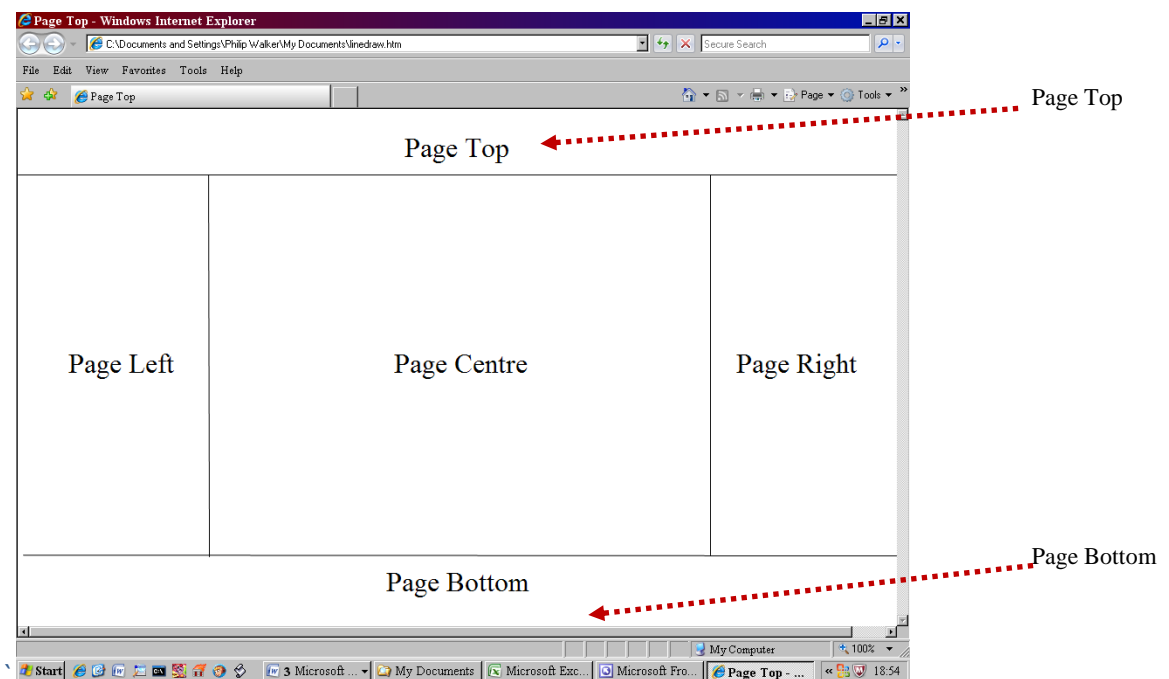 Page Top - Windows Internet Explorer
C:\Documents and Settings\Philip Walker\My Documents\linedraw.htm
Secure Search
File Edit View Favorites Tools Help
Page Top
Page Tools »
Page Top
Page Top
Page Left
Page Centre
Page Right
Page Bottom
Page Bottom
My Computer
100%
` Start
3 Microsoft ...
My Documents
Microsoft Exc...
Microsoft Fro...
Page Top - ...
«
18:54